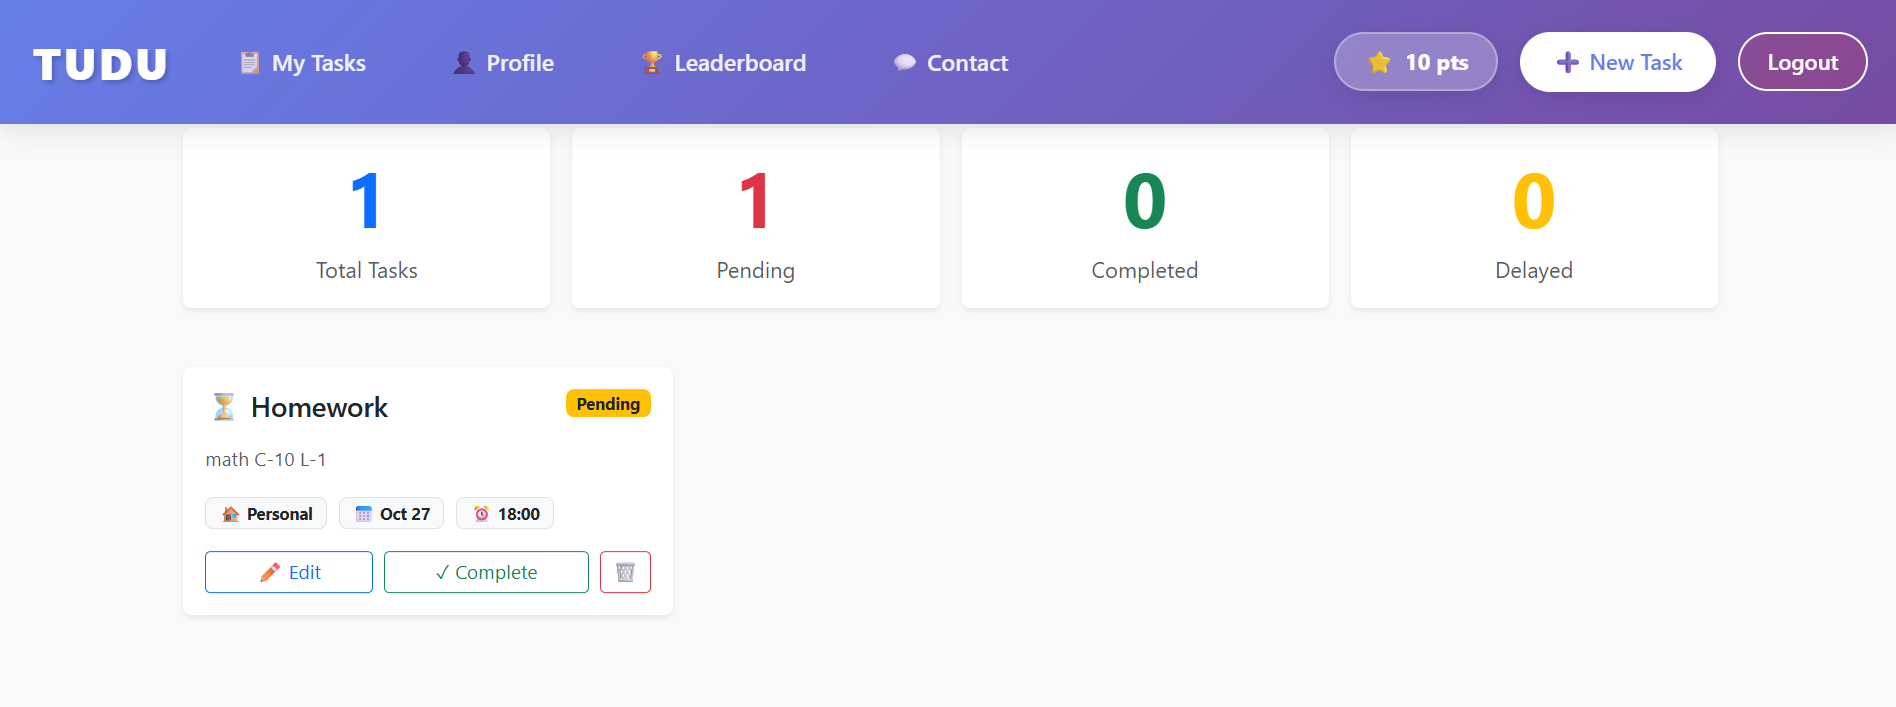 TUDU
My Tasks
Profile
Leaderboard
Contact
10 pts
New Task
Logout
1
Total Tasks
1
Pending
0
Completed
0
Delayed
Homework
Pending
math C-10 L-1
Personal
Oct 27
18:00
Edit
✓ Complete